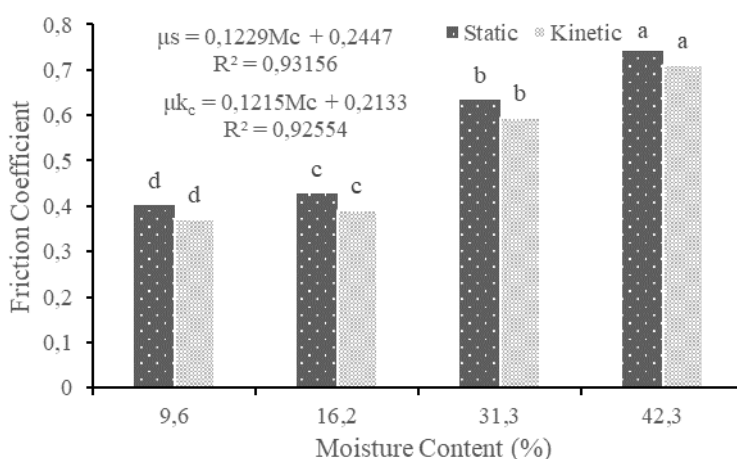 μs = 0,1229Mc + 0,2447
R² = 0,93156
μk꜀ = 0,1215Mc + 0,2133
R² = 0,92554
Static Kinetic
Friction Coefficient
0,8
0,7
0,6
0,5
0,4
0,3
0,2
0,1
0
d d
c c
b b
a a
9,6 16,2 31,3 42,3
Moisture Content (%)